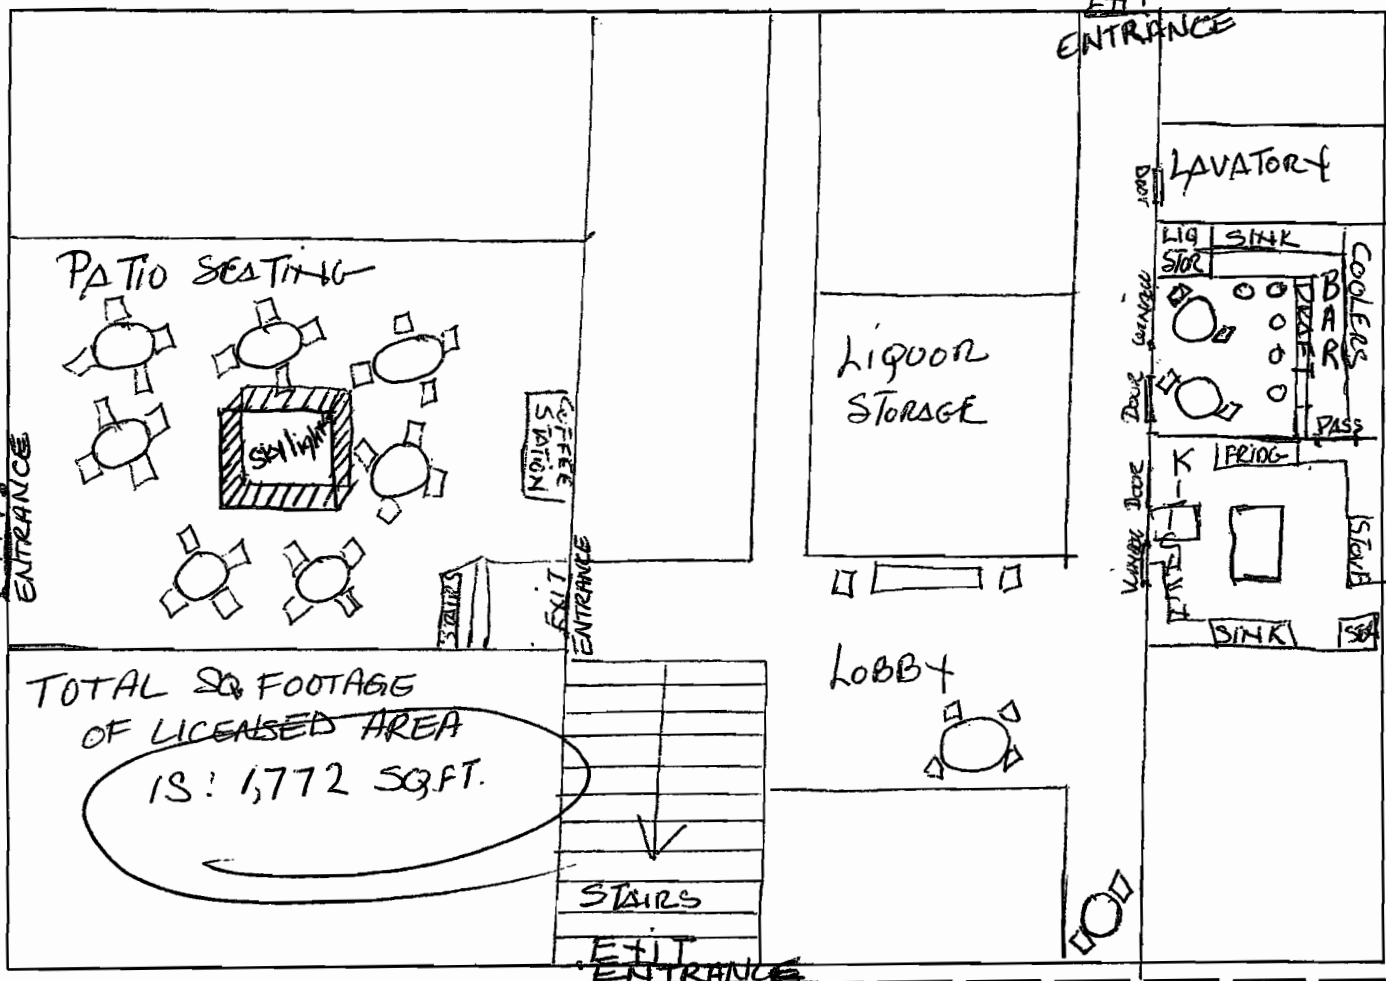 EXIT
ENTRANCE
LAVATORY
DOOR
LIQ
STOR
SINK
COOLERS
PATIO SEATING
WINDOW
DRAFT
BAR
Skylight
COFFEE
STATION
LIQUOR
STORAGE
DOOR
PASS
ENTRANCE
DOOR
FRIDG
STOVE
WINDOW
STAIRS
EXIT
ENTRANCE
SINK
LOBBY
TOTAL SQ FOOTAGE
OF LICENSED AREA
IS: 1,772 SQ.FT.
STAIRS
EXIT
ENTRANCE